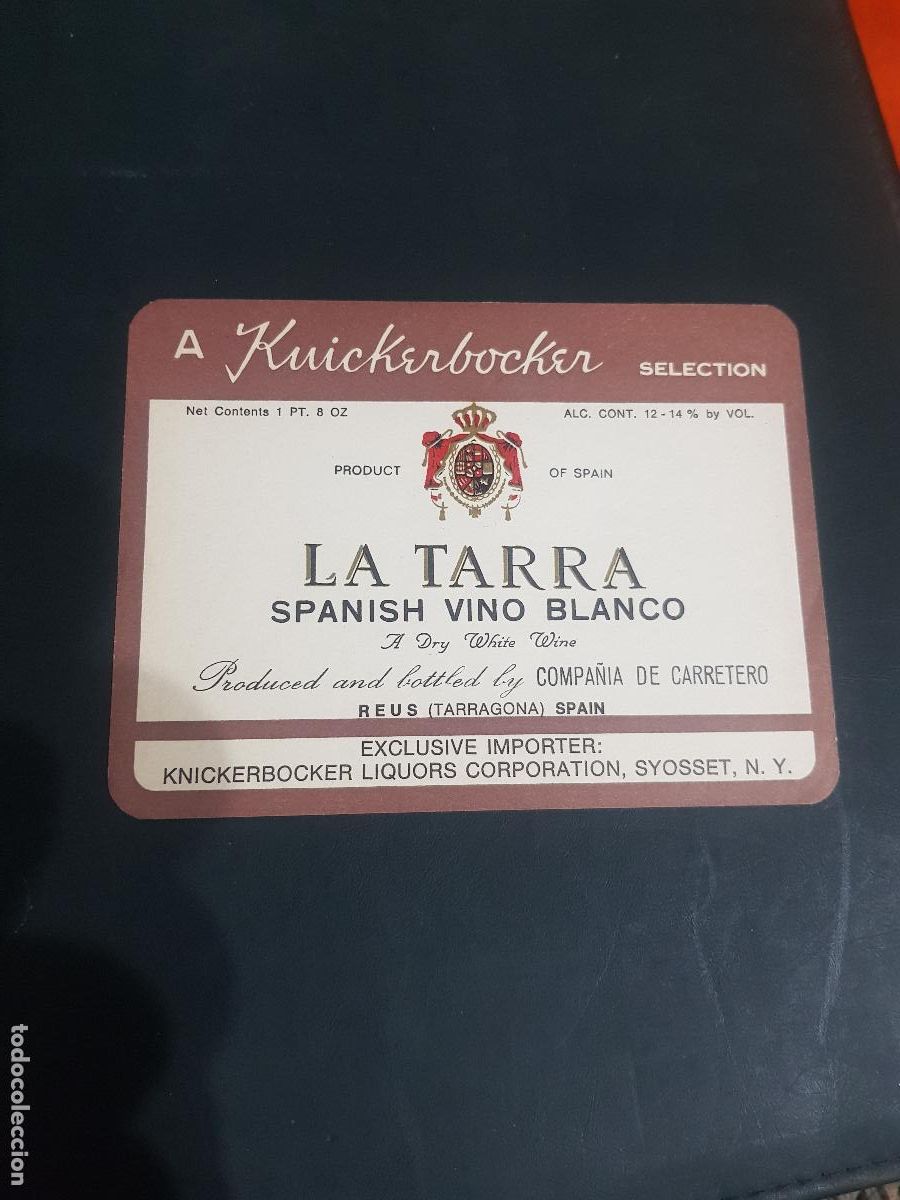 A Knickerbocker SELECTION
Net Contents 1 PT. 8 OZ ALC. CONT. 12 - 14 % by VOL.
PRODUCT OF SPAIN
LA TARRA
SPANISH VINO BLANCO
A Dry White Wine
Produced and bottled by COMPAÑIA DE CARRETERO
REUS (TARRAGONA) SPAIN
EXCLUSIVE IMPORTER:
KNICKERBOCKER LIQUORS CORPORATION, SYOSSET, N. Y.
todocoleccion